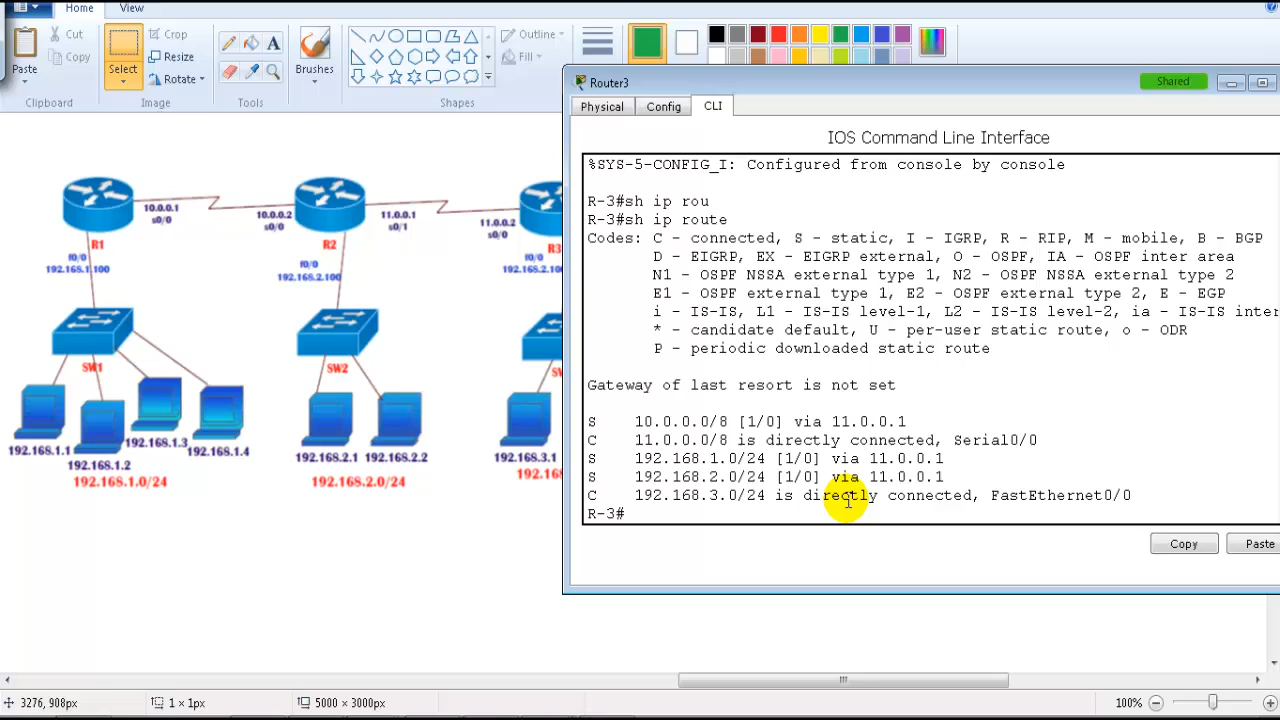 Home View
Cut
Copy
Paste
Clipboard
Select
Crop
Resize
Rotate
Image
A
Tools
Brushes
Shapes
Outline
Fill
Router3
Shared
Physical Config CLI
IOS Command Line Interface
%SYS-5-CONFIG_I: Configured from console by console
R-3#sh ip rou
R-3#sh ip route
Codes: C - connected, S - static, I - IGRP, R - RIP, M - mobile, B - BGP
D - EIGRP, EX - EIGRP external, O - OSPF, IA - OSPF inter area
N1 - OSPF NSSA external type 1, N2 - OSPF NSSA external type 2
E1 - OSPF external type 1, E2 - OSPF external type 2, E - EGP
i - IS-IS, L1 - IS-IS level-1, L2 - IS-IS level-2, ia - IS-IS inter
* - candidate default, U - per-user static route, o - ODR
P - periodic downloaded static route
Gateway of last resort is not set
S 10.0.0.0/8 [1/0] via 11.0.0.1
C 11.0.0.0/8 is directly connected, Serial0/0
S 192.168.1.0/24 [1/0] via 11.0.0.1
S 192.168.2.0/24 [1/0] via 11.0.0.1
C 192.168.3.0/24 is directly connected, FastEthernet0/0
R-3#
Copy Paste
10.0.0.1
s0/0
10.0.0.2
s0/0
11.0.0.1
s0/1
11.0.0.2
s0/0
R1
R2
R3
f0/0
192.168.1.100
f0/0
192.168.2.100
f0/0
192.168.2.10
SW1
SW2
SW
192.168.1.1
192.168.1.2
192.168.1.3
192.168.1.4
192.168.2.1
192.168.2.2
192.168.3.1
192.168.1.0/24
192.168.2.0/24
192.16
3276, 908px
1 × 1px
5000 × 3000px
100%